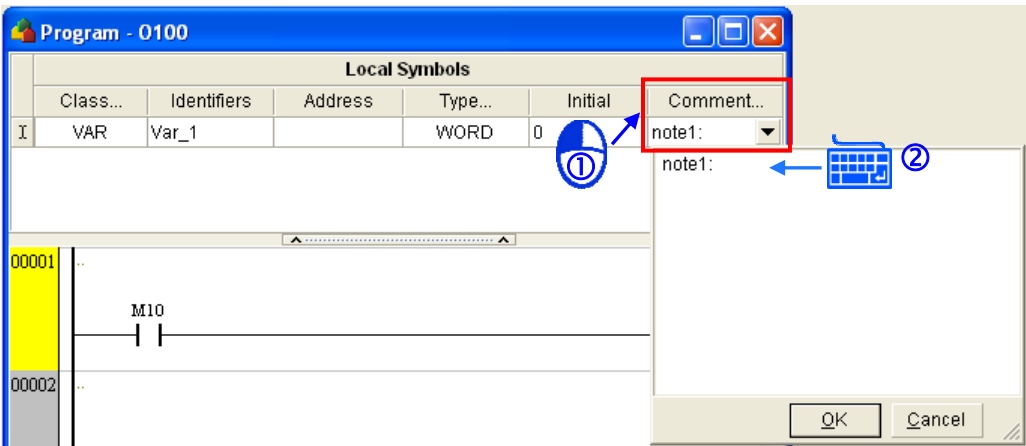 Program - O100
Local Symbols
Class... Identifiers Address Type... Initial Comment...
VAR Var_1 WORD 0 note1:
① note1: ②
00001 ..
M10
00002 ..
OK Cancel